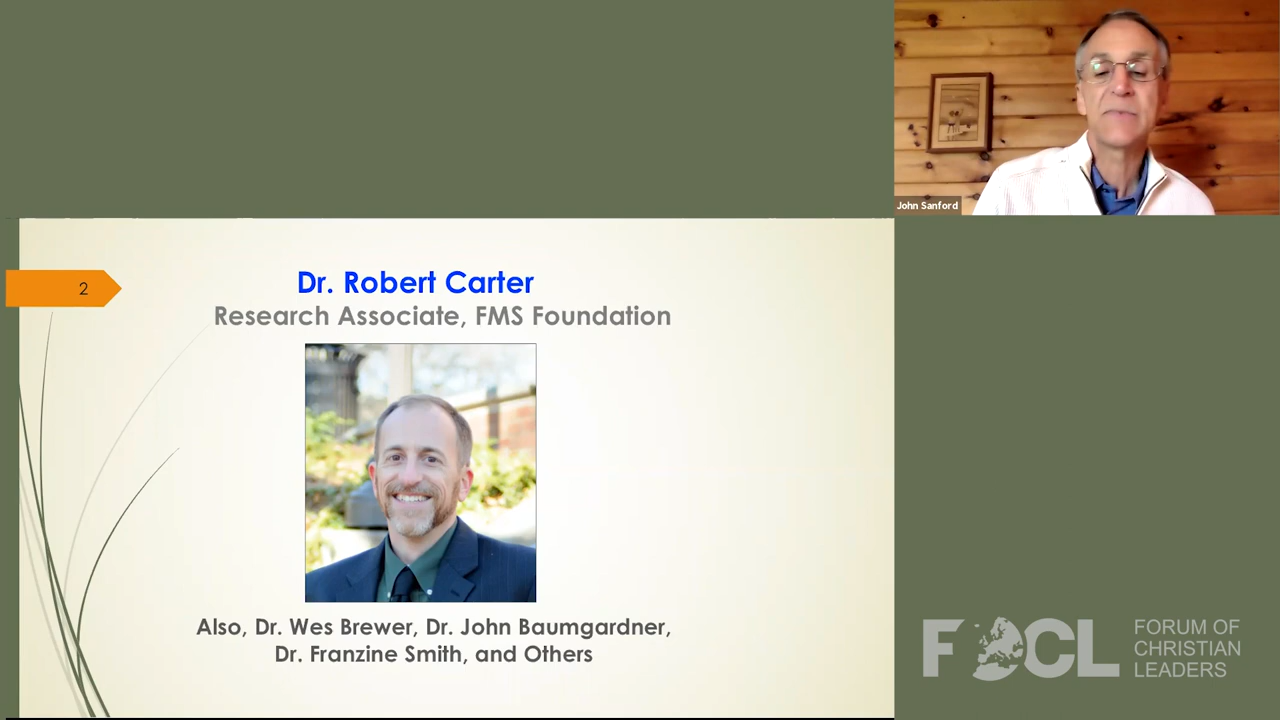 John Sanford
2
Dr. Robert Carter
Research Associate, FMS Foundation
Also, Dr. Wes Brewer, Dr. John Baumgardner,
Dr. Franzine Smith, and Others
FOCL
FORUM OF
CHRISTIAN
LEADERS